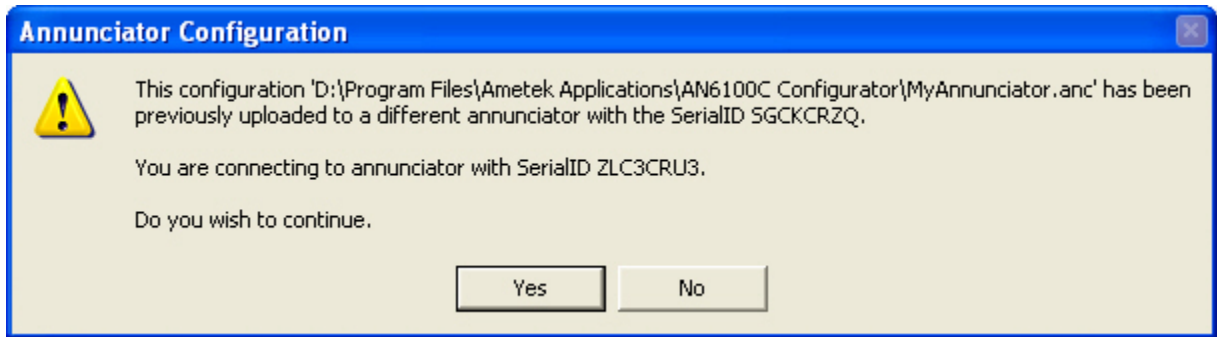 Annunciator Configuration
This configuration 'D:\Program Files\Ametek Applications\AN6100C Configurator\MyAnnunciator.anc' has been
previously uploaded to a different annunciator with the SerialID SGCKCRZQ.
You are connecting to annunciator with SerialID ZLC3CRU3.
Do you wish to continue.
Yes
No